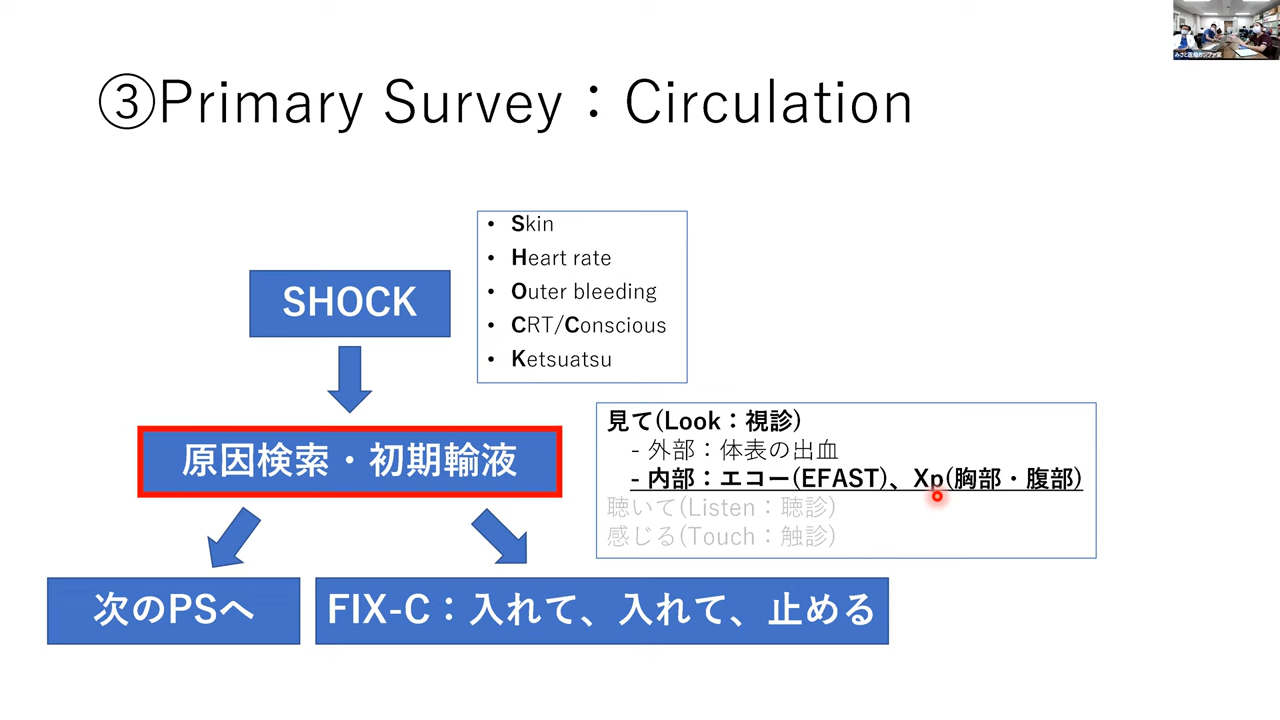 ③Primary Survey：Circulation
• Skin
• Heart rate
• Outer bleeding
• CRT/Conscious
• Ketsuatsu
SHOCK
原因検索・初期輸液
見て(Look：視診)
- 外部：体表の出血
- 内部：エコー(EFAST)、Xp(胸部・腹部)
聴いて(Listen：聴診)
感じる(Touch：触診)
次のPSへ
FIX-C：入れて、入れて、止める